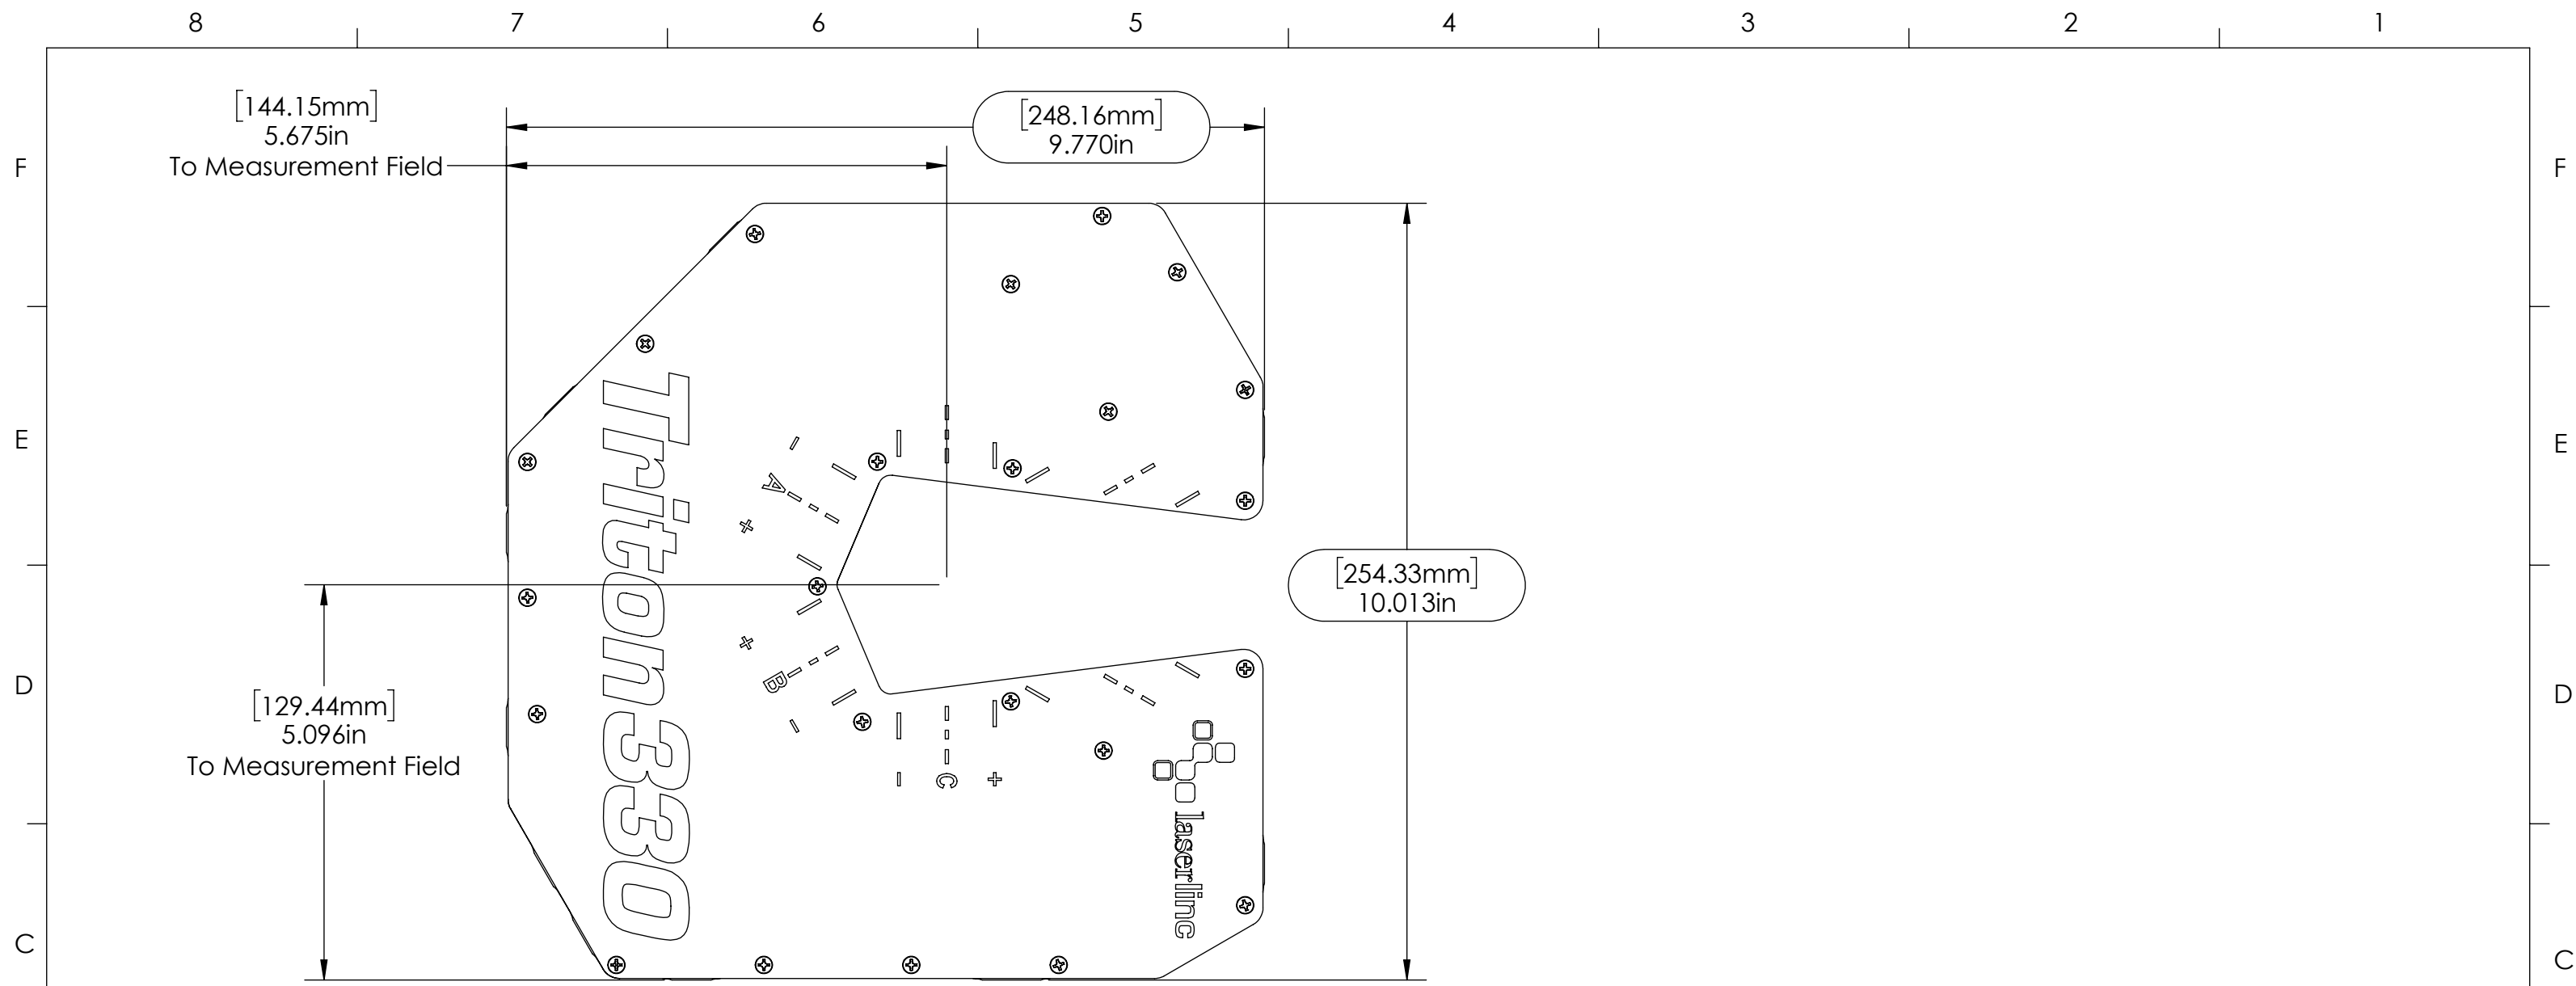 8 7 6 5 4 3 2 1
[144.15mm]
5.675in
To Measurement Field
[248.16mm]
9.770in
F F
E E
A
+
Triton330
[254.33mm]
10.013in
+
B
D D
[129.44mm]
5.096in
To Measurement Field
- C +
laserlinc
C C